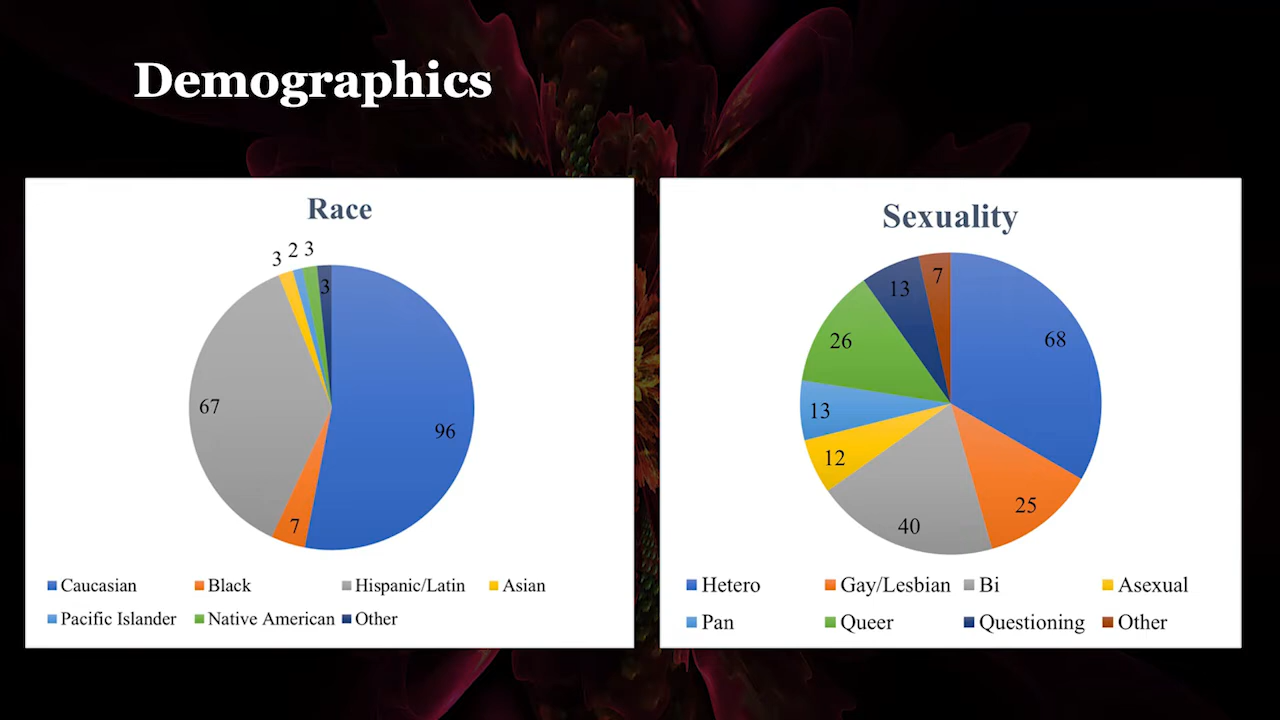 Demographics
Race
3 2 3
3
67
96
7
Caucasian Black Hispanic/Latin Asian
Pacific Islander Native American Other
Sexuality
13 7
68
26
13
12
25
40
Hetero Gay/Lesbian Bi Asexual
Pan Queer Questioning Other